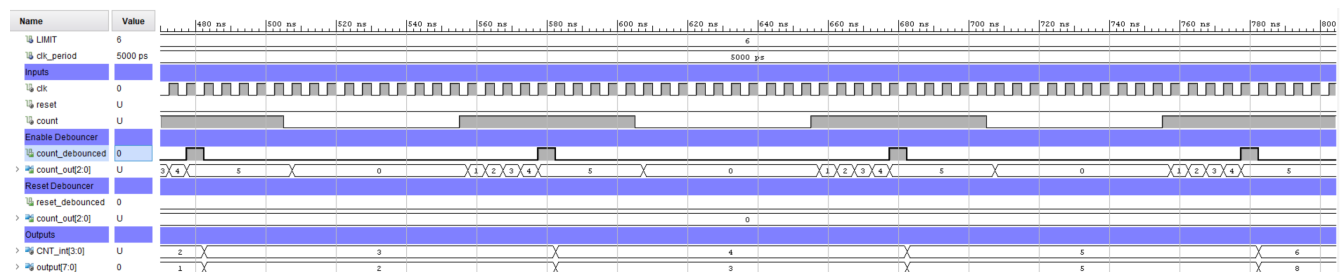 Name Value 480 ns 500 ns 520 ns 540 ns 560 ns 580 ns 600 ns 620 ns 640 ns 660 ns 680 ns 700 ns 720 ns 740 ns 760 ns 780 ns 800
LIMIT 6 6
clk_period 5000 ps 5000 ps
Inputs
clk 0
reset U
count U
Enable Debouncer
count_debounced 0
count_out[2:0] U 3 4 5 0 1 2 3 4 5 0 1 2 3 4 5 0 1 2 3 4 5
Reset Debouncer
reset_debounced 0
count_out[2:0] U 0
Outputs
CNT_int[3:0] U 2 3 4 5 6
output[7:0] 0 1 2 3 5 8